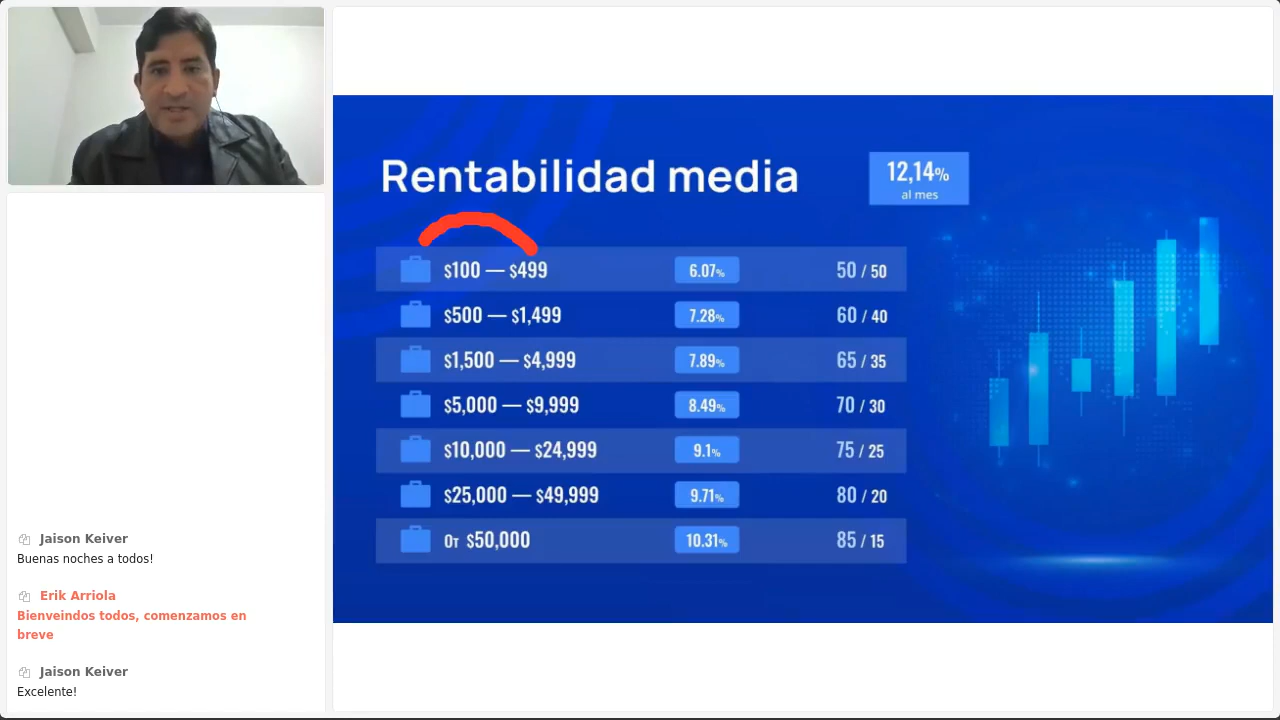 Rentabilidad media
12,14%
al mes
$100 — $499 6.07% 50 / 50
$500 — $1,499 7.28% 60 / 40
$1,500 — $4,999 7.89% 65 / 35
$5,000 — $9,999 8.49% 70 / 30
$10,000 — $24,999 9.1% 75 / 25
$25,000 — $49,999 9.71% 80 / 20
От $50,000 10.31% 85 / 15
Jaison Keiver
Buenas noches a todos!
Erik Arriola
Bienveindos todos, comenzamos en
breve
Jaison Keiver
Excelente!